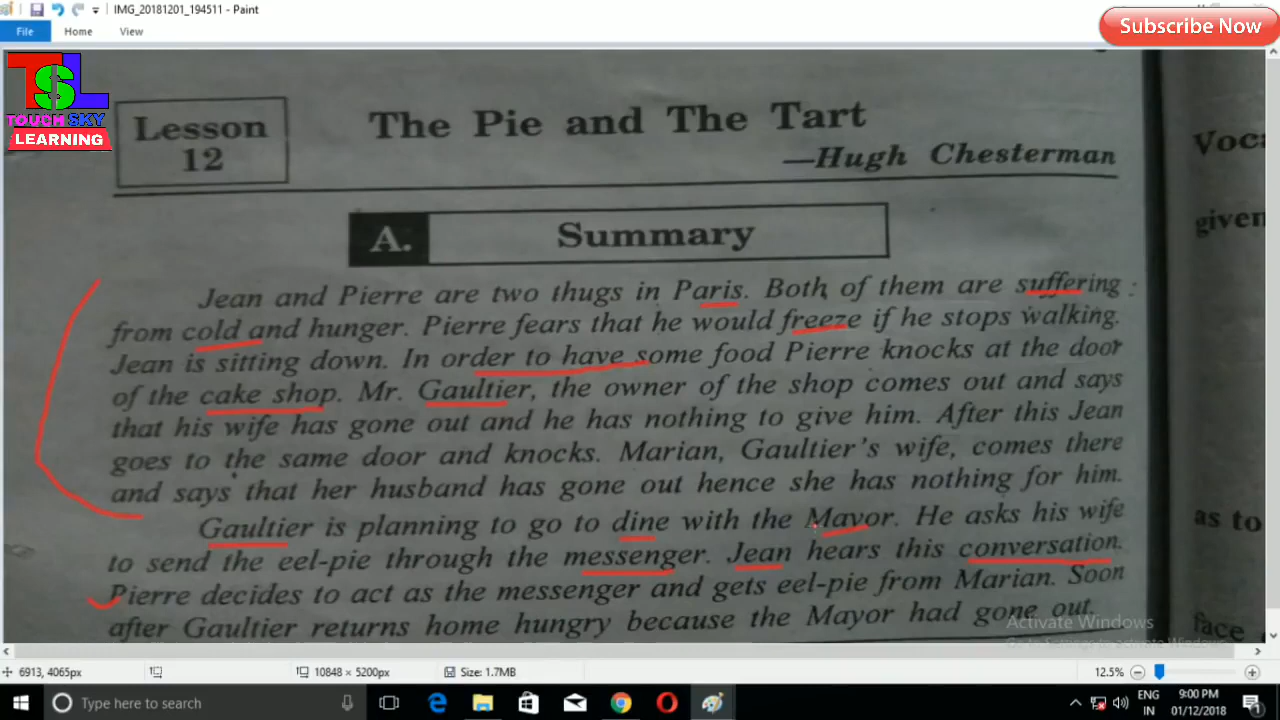 IMG_20181201_194511 - Paint
Subscribe Now
File Home View
TSL
TOUCH SKY
LEARNING
Lesson
12
The Pie and The Tart
—Hugh Chesterman
A. Summary
Jean and Pierre are two thugs in Paris. Both of them are suffering
from cold and hunger. Pierre fears that he would freeze if he stops walking.
Jean is sitting down. In order to have some food Pierre knocks at the door
of the cake shop. Mr. Gaultier, the owner of the shop comes out and says
that his wife has gone out and he has nothing to give him. After this Jean
goes to the same door and knocks. Marian, Gaultier's wife, comes there
and says that her husband has gone out hence she has nothing for him.
Gaultier is planning to go to dine with the Mayor. He asks his wife
to send the eel-pie through the messenger. Jean hears this conversation.
Pierre decides to act as the messenger and gets eel-pie from Marian. Soon
after Gaultier returns home hungry because the Mayor had gone out.
Voc
given
as to
face
Activate Windows
Go to Settings to activate Windows.
6913, 4065px
10848 × 5200px
Size: 1.7MB
12.5%
Type here to search
ENG
IN
9:00 PM
01/12/2018